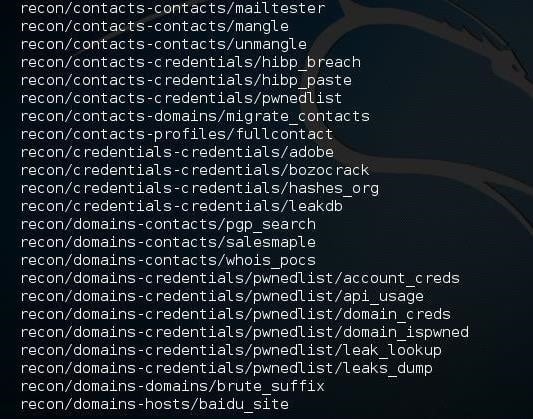 recon/contacts-contacts/mailtester
recon/contacts-contacts/mangle
recon/contacts-contacts/unmangle
recon/contacts-credentials/hibp_breach
recon/contacts-credentials/hibp_paste
recon/contacts-credentials/pwnedlist
recon/contacts-domains/migrate_contacts
recon/contacts-profiles/fullcontact
recon/credentials-credentials/adobe
recon/credentials-credentials/bozocrack
recon/credentials-credentials/hashes_org
recon/credentials-credentials/leakdb
recon/domains-contacts/pgp_search
recon/domains-contacts/salesmaple
recon/domains-contacts/whois_pocs
recon/domains-credentials/pwnedlist/account_creds
recon/domains-credentials/pwnedlist/api_usage
recon/domains-credentials/pwnedlist/domain_creds
recon/domains-credentials/pwnedlist/domain_ispwned
recon/domains-credentials/pwnedlist/leak_lookup
recon/domains-credentials/pwnedlist/leaks_dump
recon/domains-domains/brute_suffix
recon/domains-hosts/baidu_site